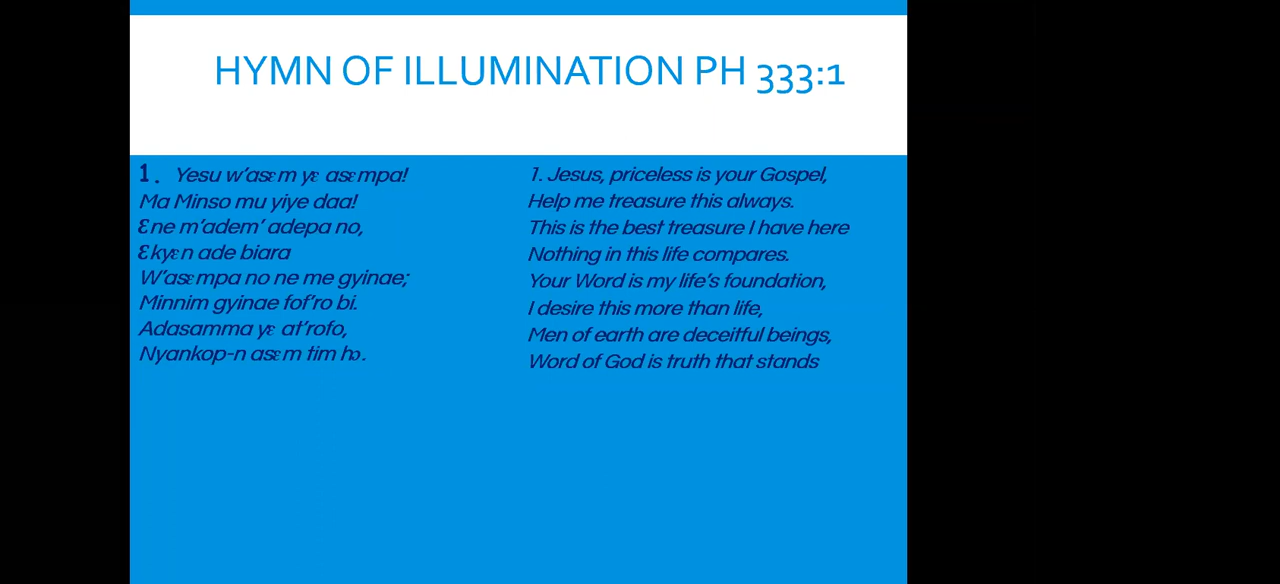 HYMN OF ILLUMINATION PH 333:1
1. Yesu w'asɛm yɛ asɛmpa!
Ma Minso mu yiye daa!
Ɛne m'adem' adepa no,
Ɛkyɛn ade biara
W'asɛmpa no ne me gyinae;
Minnim gyinae fof'ro bi.
Adasamma yɛ at'rofo,
Nyankop-n asɛm tim hɔ.
1. Jesus, priceless is your Gospel,
Help me treasure this always.
This is the best treasure I have here
Nothing in this life compares.
Your Word is my life's foundation,
I desire this more than life,
Men of earth are deceitful beings,
Word of God is truth that stands